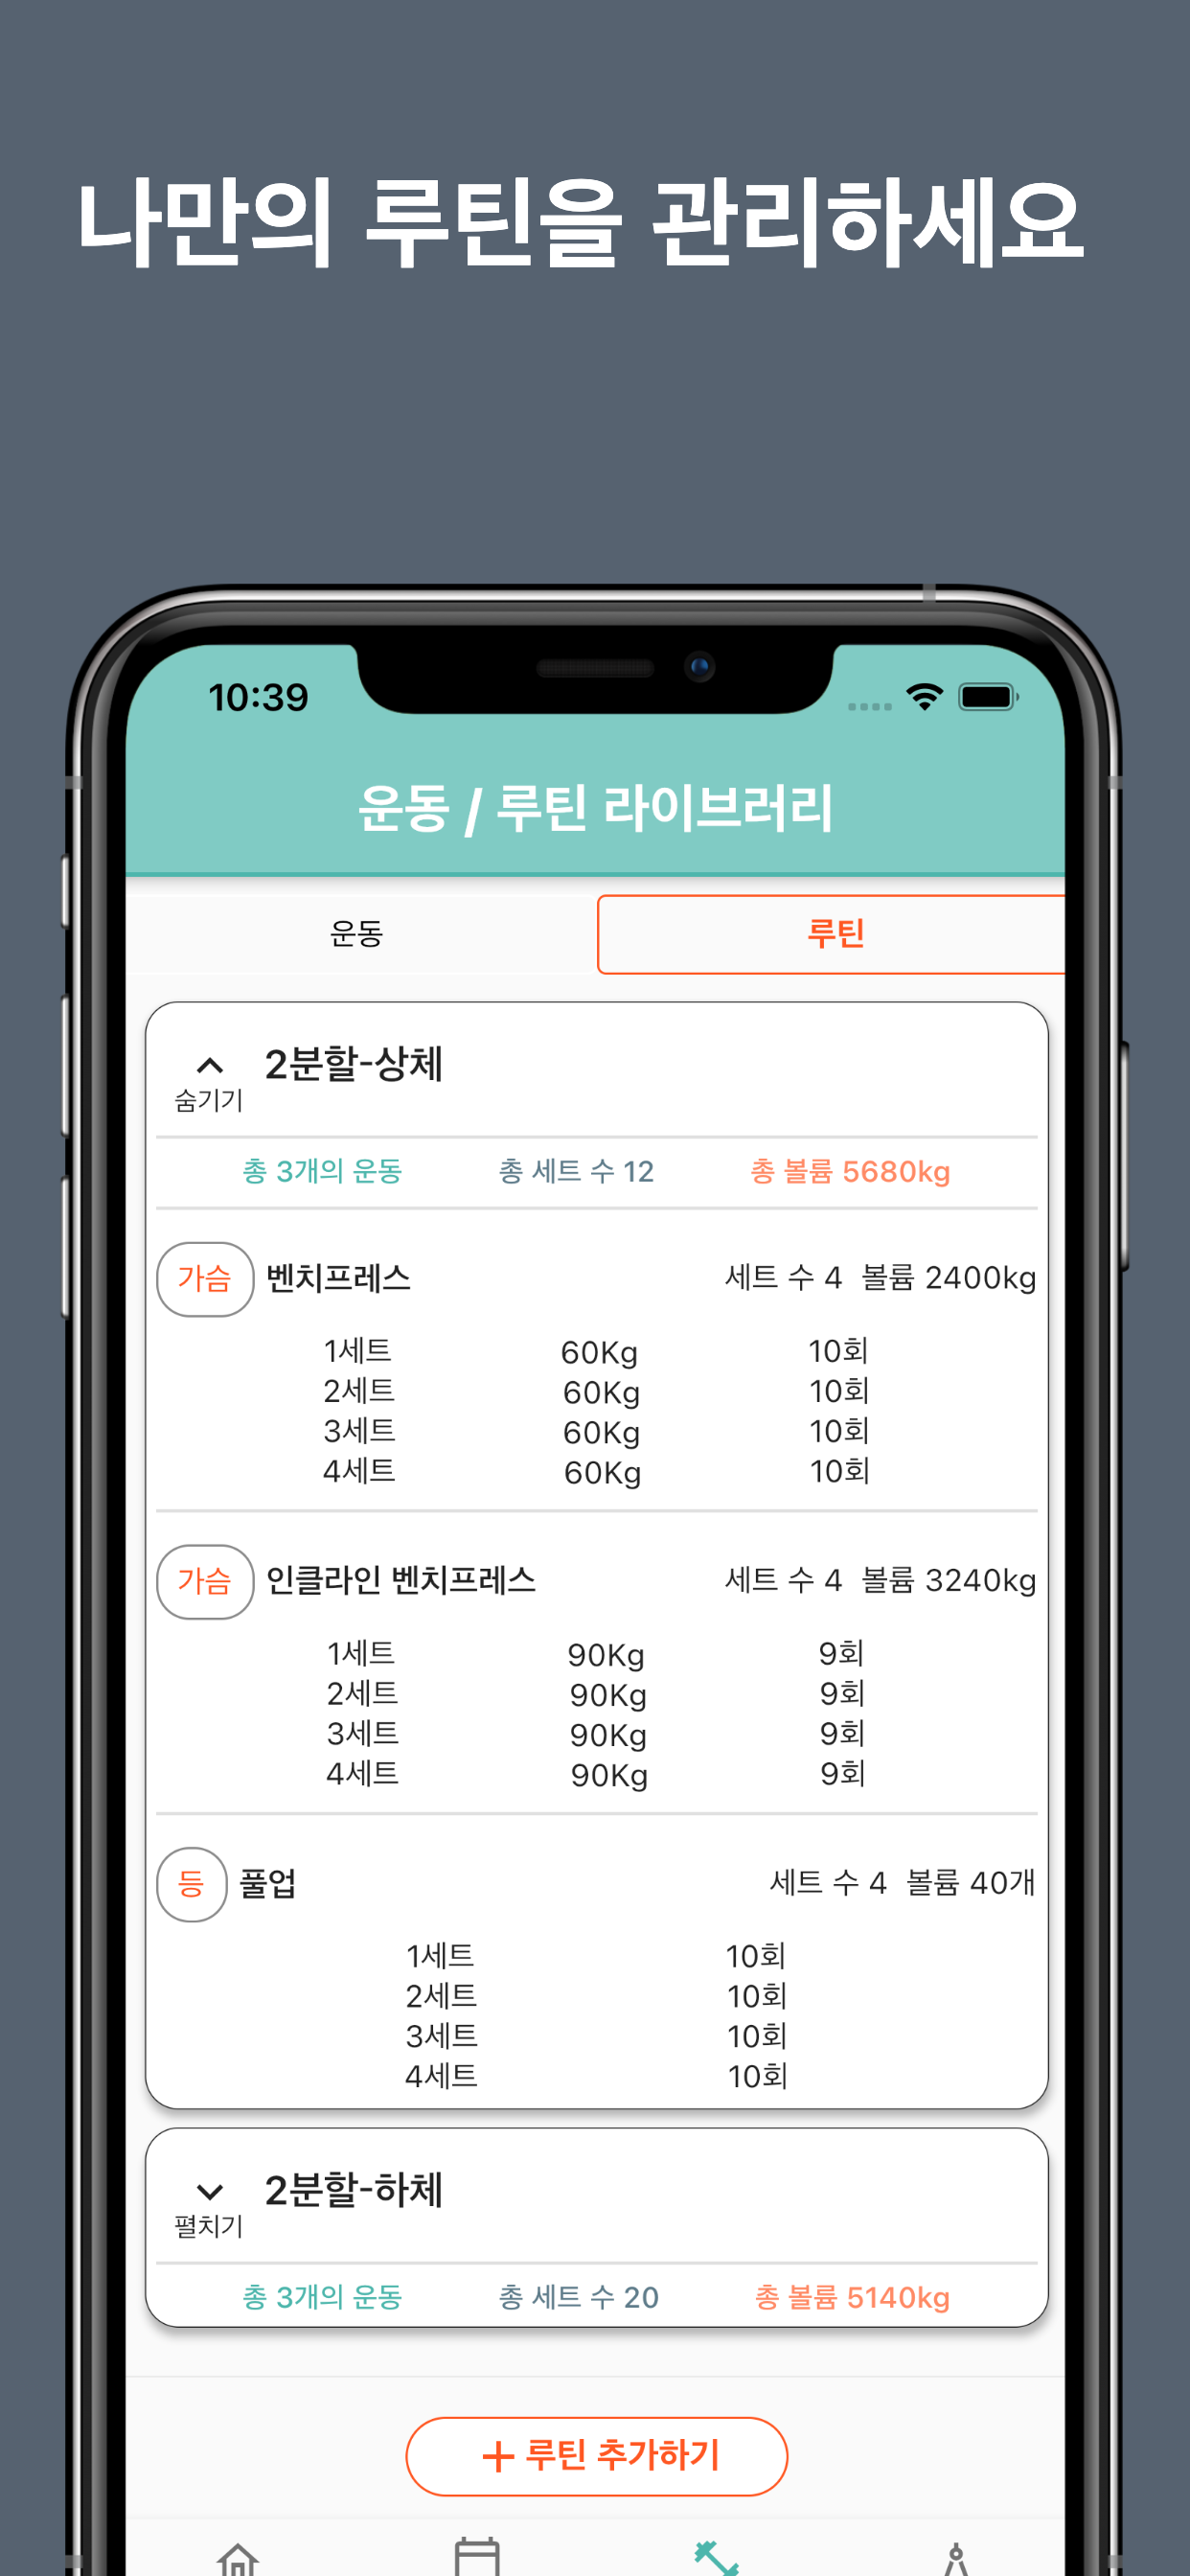 나만의 루틴을 관리하세요
10:39
운동 / 루틴 라이브러리
운동 루틴
2분할-상체
숨기기
총 3개의 운동 총 세트 수 12 총 볼륨 5680kg
가슴 벤치프레스 세트 수 4 볼륨 2400kg
1세트 60Kg 10회
2세트 60Kg 10회
3세트 60Kg 10회
4세트 60Kg 10회
가슴 인클라인 벤치프레스 세트 수 4 볼륨 3240kg
1세트 90Kg 9회
2세트 90Kg 9회
3세트 90Kg 9회
4세트 90Kg 9회
등 풀업 세트 수 4 볼륨 40개
1세트 10회
2세트 10회
3세트 10회
4세트 10회
2분할-하체
펼치기
총 3개의 운동 총 세트 수 20 총 볼륨 5140kg
+ 루틴 추가하기